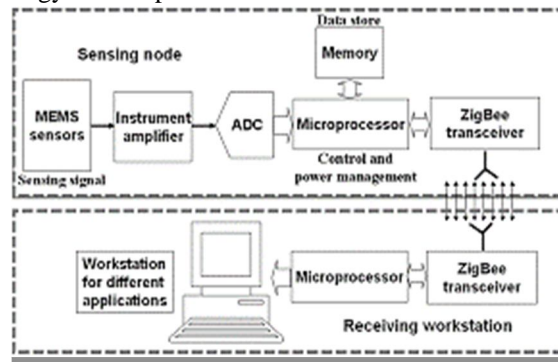 Sensing node
Data store
Memory
MEMS
sensors
Instrument
amplifier
ADC
Microprocessor
ZigBee
transceiver
Sensing signal
Control and
power management
Workstation
for different
applications
Microprocessor
ZigBee
transceiver
Receiving workstation